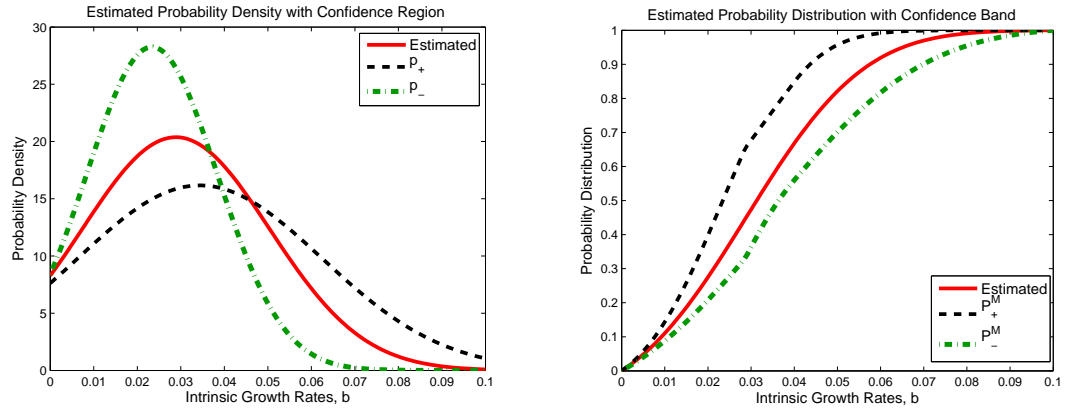 Estimated Probability Density with Confidence Region
30
25
20
15
10
5
0
Probability Density
Estimated
p+
p−
0 0.01 0.02 0.03 0.04 0.05 0.06 0.07 0.08 0.09 0.1
Intrinsic Growth Rates, b
Estimated Probability Distribution with Confidence Band
1
0.9
0.8
0.7
0.6
0.5
0.4
0.3
0.2
0.1
0
Probability Distribution
Estimated
P+^M
P−^M
0 0.01 0.02 0.03 0.04 0.05 0.06 0.07 0.08 0.09 0.1
Intrinsic Growth Rates, b